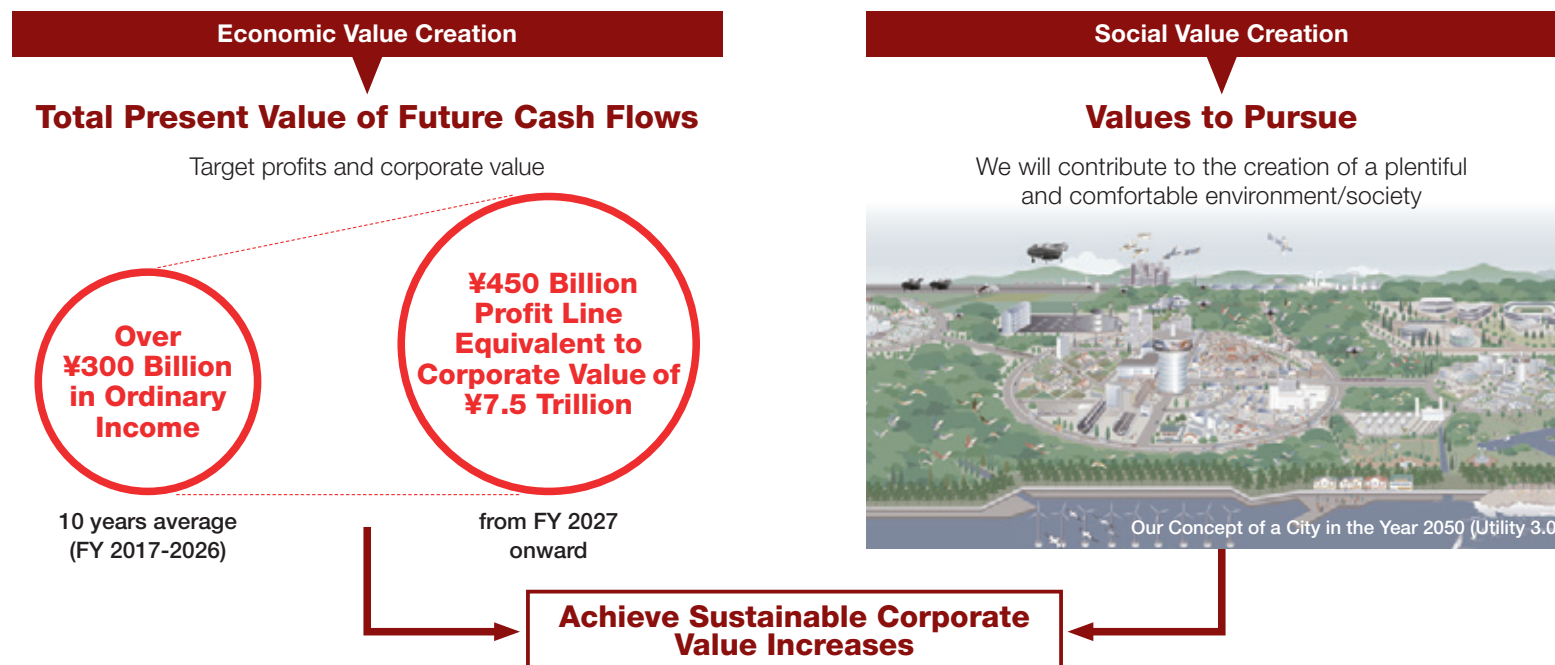 Economic Value Creation
Total Present Value of Future Cash Flows
Target profits and corporate value
Over
¥300 Billion
in Ordinary
Income
10 years average
(FY 2017-2026)
¥450 Billion
Profit Line
Equivalent to
Corporate Value of
¥7.5 Trillion
from FY 2027
onward
Social Value Creation
Values to Pursue
We will contribute to the creation of a plentiful
and comfortable environment/society
Our Concept of a City in the Year 2050 (Utility 3.0
Achieve Sustainable Corporate
Value Increases